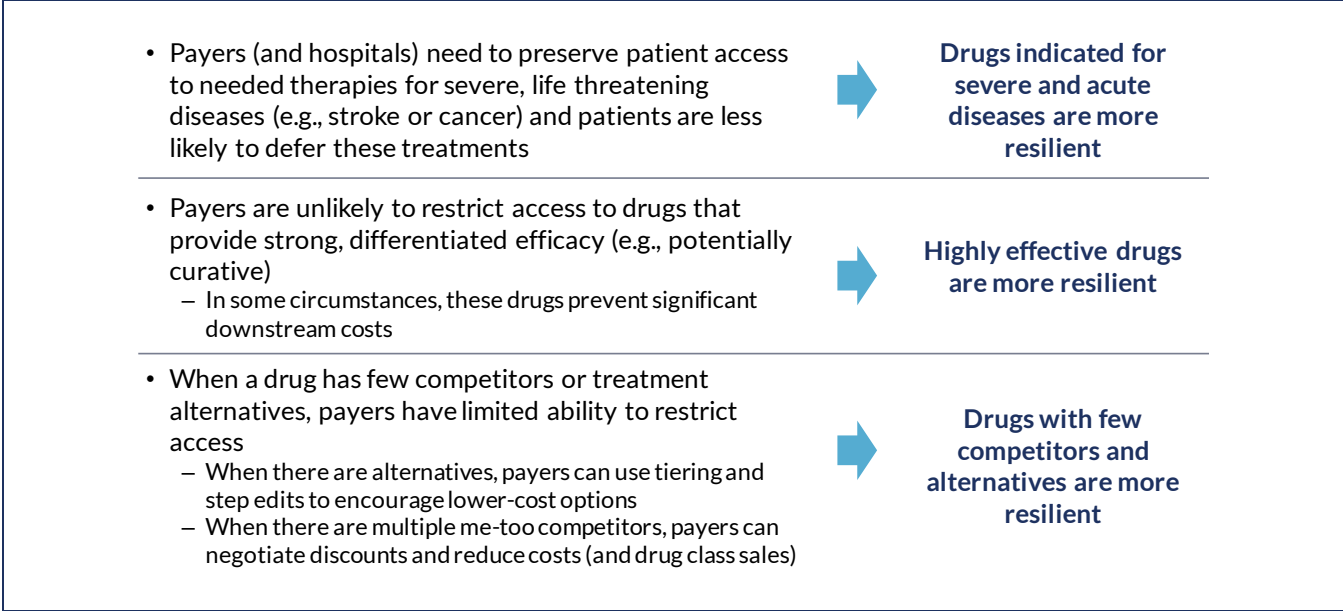 • Payers (and hospitals) need to preserve patient access
to needed therapies for severe, life threatening
diseases (e.g., stroke or cancer) and patients are less
likely to defer these treatments
Drugs indicated for
severe and acute
diseases are more
resilient
• Payers are unlikely to restrict access to drugs that
provide strong, differentiated efficacy (e.g., potentially
curative)
– In some circumstances, these drugs prevent significant
downstream costs
Highly effective drugs
are more resilient
• When a drug has few competitors or treatment
alternatives, payers have limited ability to restrict
access
– When there are alternatives, payers can use tiering and
step edits to encourage lower-cost options
– When there are multiple me-too competitors, payers can
negotiate discounts and reduce costs (and drug class sales)
Drugs with few
competitors and
alternatives are more
resilient